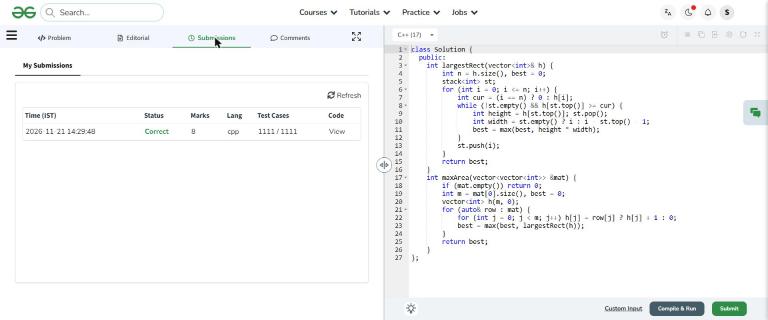 Search...
Courses
Tutorials
Practice
Jobs
S
Problem
Editorial
Submissions
Comments
C++ (17)
My Submissions
Refresh
Time (IST) Status Marks Lang Test Cases Code
2026-11-21 14:29:48 Correct 8 cpp 1111 / 1111 View
1 class Solution {
2 public:
3 int largestRect(vector<int>& h) {
4 int n = h.size(), best = 0;
5 stack<int> st;
6 for (int i = 0; i <= n; i++) {
7 int cur = (i == n) ? 0 : h[i];
8 while (!st.empty() && h[st.top()] >= cur) {
9 int height = h[st.top()]; st.pop();
10 int width = st.empty() ? i : i - st.top() - 1;
11 best = max(best, height * width);
12 }
13 st.push(i);
14 }
15 return best;
16 }
17 int maxArea(vector<vector<int>> &mat) {
18 if (mat.empty()) return 0;
19 int m = mat[0].size(), best = 0;
20 vector<int> h(m, 0);
21 for (auto& row : mat) {
22 for (int j = 0; j < m; j++) h[j] = row[j] ? h[j] + 1 : 0;
23 best = max(best, largestRect(h));
24 }
25 return best;
26 }
27 };
Custom Input
Compile & Run
Submit